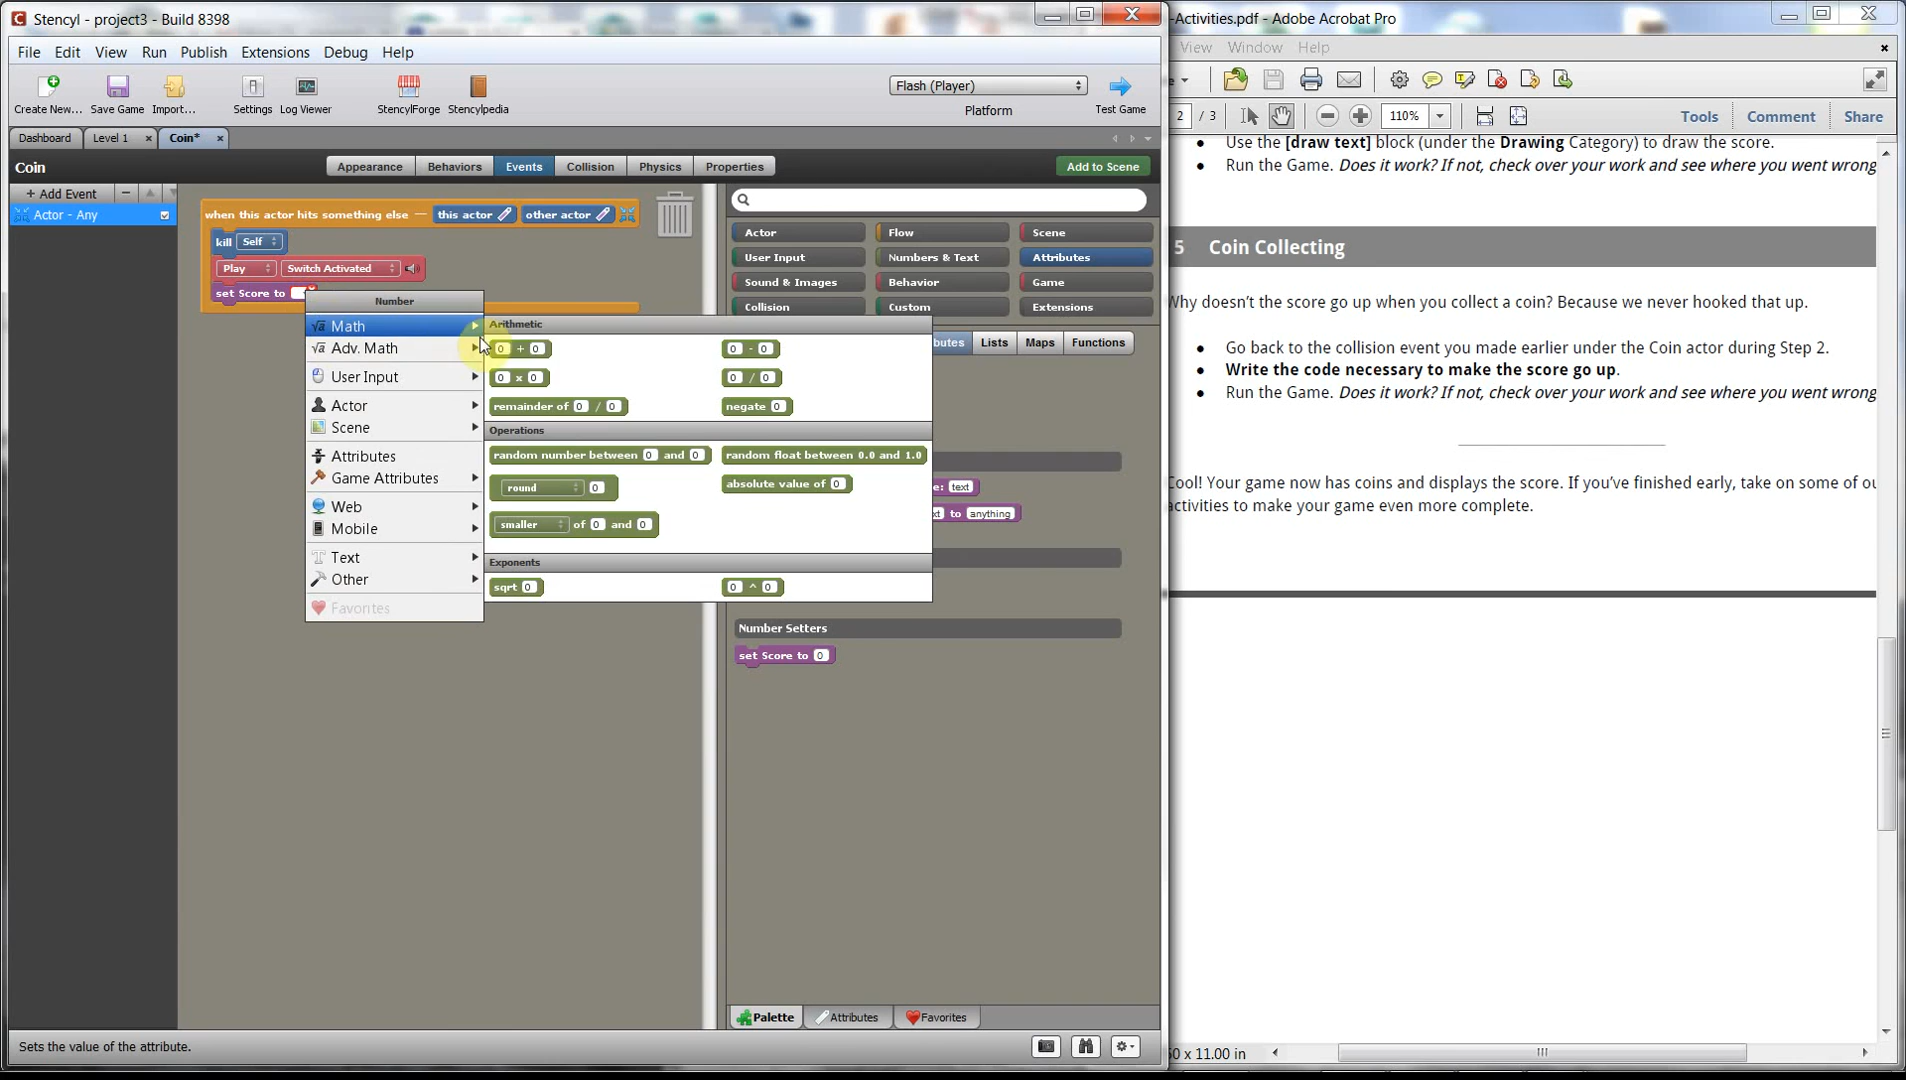 Stencyl - project3 - Build 8398
File Edit View Run Publish Extensions Debug Help
Create New... Save Game Import... Settings Log Viewer StencylForge Stencylpedia
Flash (Player)
Platform
Test Game
Dashboard Level 1 Coin*
Coin
Appearance Behaviors Events Collision Physics Properties
Add to Scene
+ Add Event
Actor - Any
when this actor hits something else — this actor other actor
kill Self
Play Switch Activated
set Score to
Number
Math
Adv. Math
User Input
Actor
Scene
Attributes
Game Attributes
Web
Mobile
Text
Other
Favorites
Arithmetic
0 + 0 0 - 0
0 x 0 0 / 0
remainder of 0 / 0 negate 0
Operations
random number between 0 and 0 random float between 0.0 and 1.0
round 0 absolute value of 0
smaller of 0 and 0
Exponents
sqrt 0 0 ^ 0
Actor Flow Scene
User Input Numbers & Text Attributes
Sound & Images Behavior Game
Collision Custom Extensions
butes Lists Maps Functions
e: text
xt to anything
Number Setters
set Score to 0
Palette Attributes Favorites
Sets the value of the attribute.
-Activities.pdf - Adobe Acrobat Pro
View Window Help
2 / 3 110% Tools Comment Share
• Use the [draw text] block (under the Drawing Category) to draw the score.
• Run the Game. Does it work? If not, check over your work and see where you went wrong
5 Coin Collecting
Why doesn't the score go up when you collect a coin? Because we never hooked that up.
• Go back to the collision event you made earlier under the Coin actor during Step 2.
• Write the code necessary to make the score go up.
• Run the Game. Does it work? If not, check over your work and see where you went wrong
Cool! Your game now has coins and displays the score. If you've finished early, take on some of ou
activities to make your game even more complete.
50 x 11.00 in